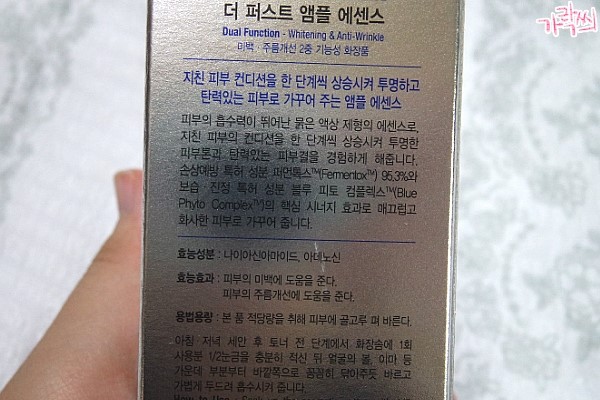 가락씨
더 퍼스트 앰플 에센스
Dual Function - Whitening & Anti-Wrinkle
미백 · 주름개선 2중 기능성 화장품
지친 피부 컨디션을 한 단계씩 상승시켜 투명하고
탄력있는 피부로 가꾸어 주는 앰플 에센스
피부의 흡수력이 뛰어난 묽은 액상 제형의 에센스로,
지친 피부의 컨디션을 한 단계씩 상승시켜 투명한
피부톤과 탄력있는 피부결을 경험하게 해줍니다.
손상예방 특허 성분 퍼먼톡스™(Fermentox™) 95.3%와
보습 · 진정 특허 성분 블루 피토 컴플렉스™(Blue
Phyto Complex™)의 핵심 시너지 효과로 매끄럽고
화사한 피부로 가꾸어 줍니다.
효능성분 : 나이아신아마이드, 아데노신
효능효과 : 피부의 미백에 도움을 준다.
피부의 주름개선에 도움을 준다.
용법용량 : 본 품 적당량을 취해 피부에 골고루 펴 바른다.
아침 · 저녁 세안 후 토너 전 단계에서 화장솜에 1회
사용분 1/2눈금을 충분히 적신 뒤 얼굴의 볼, 이마 등
가운데 부분부터 바깥쪽으로 꼼꼼히 닦아주듯 바르고
가볍게 두드려 흡수시켜 줍니다.
How to Use :